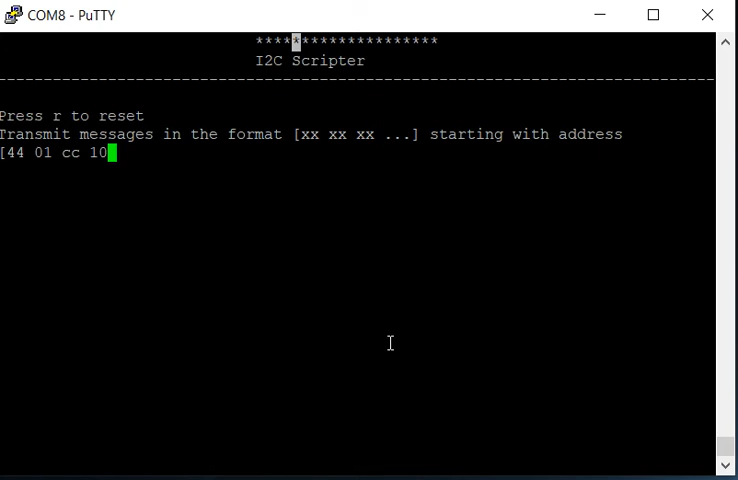 COM8 - PuTTY
********************
I2C Scripter
-------------------------------------------------------------------------------
Press r to reset
Transmit messages in the format [xx xx xx ...] starting with address
[44 01 cc 10